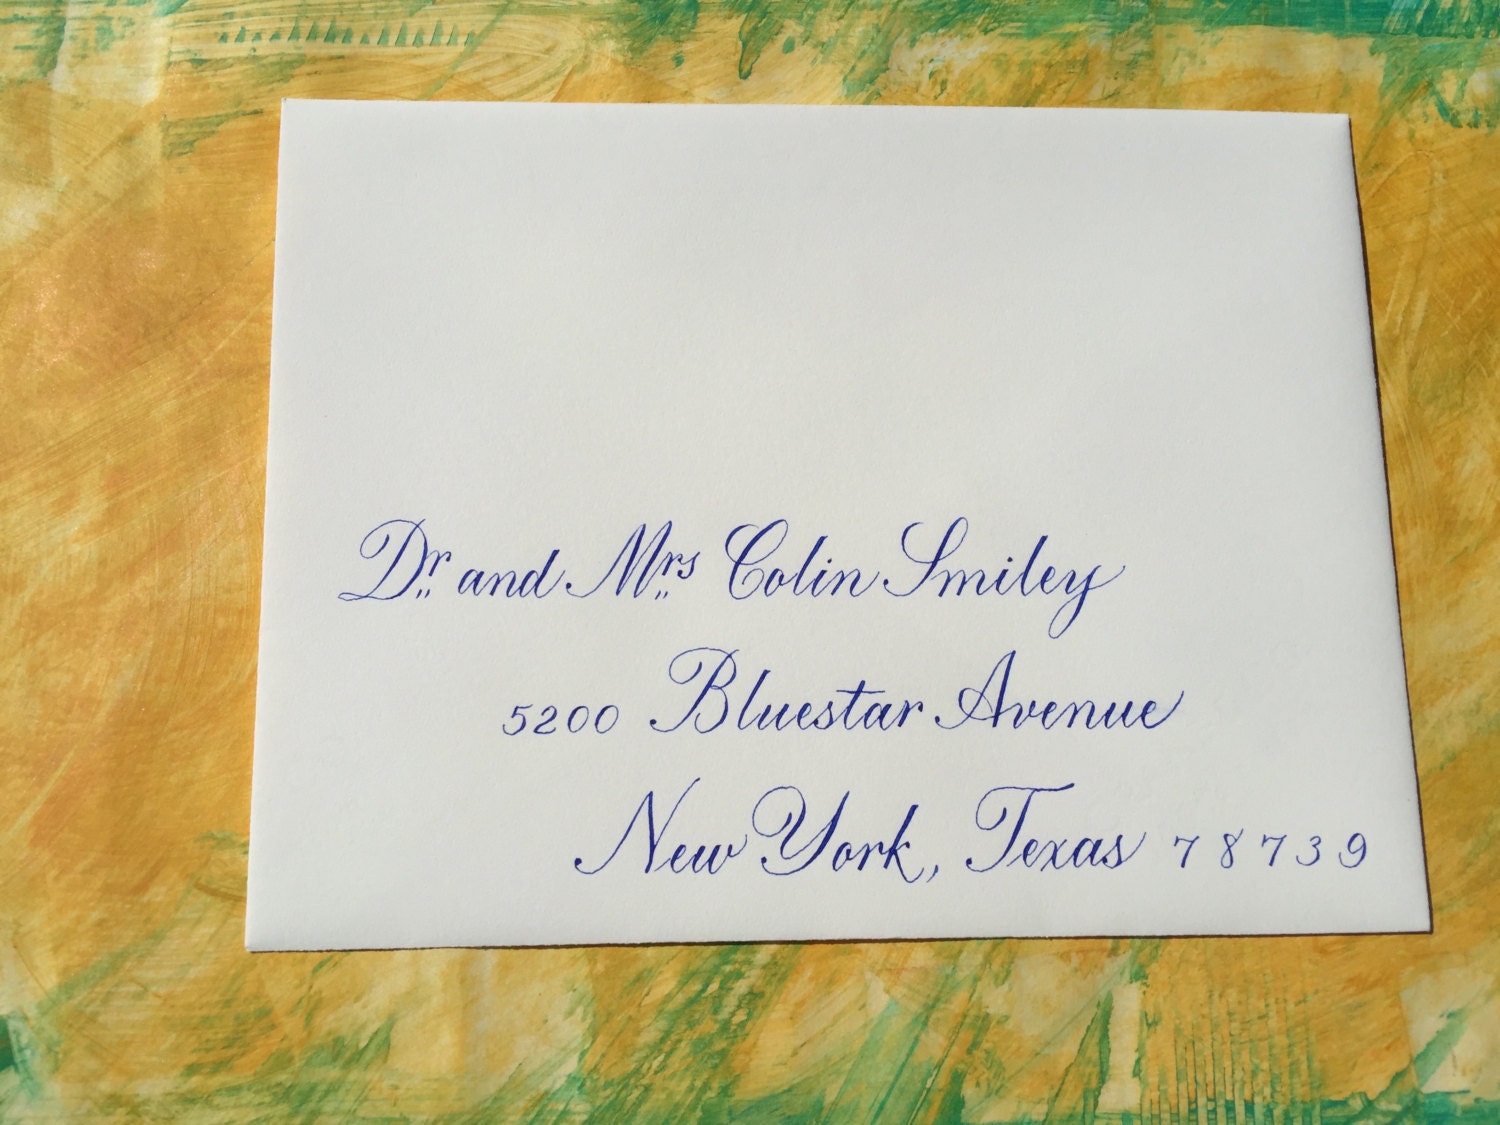 Dr. and Mrs Colin Smiley
5200 Bluestar Avenue
New York, Texas 78739